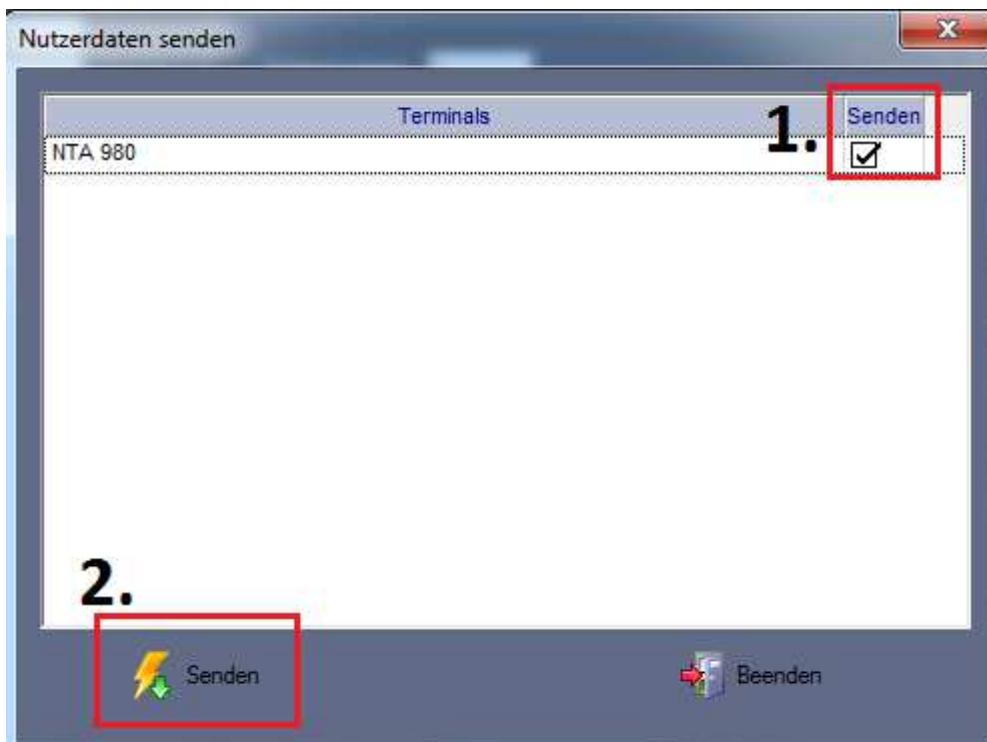 Nutzerdaten senden
Terminals 1. Senden
NTA 980
2.
Senden Beenden